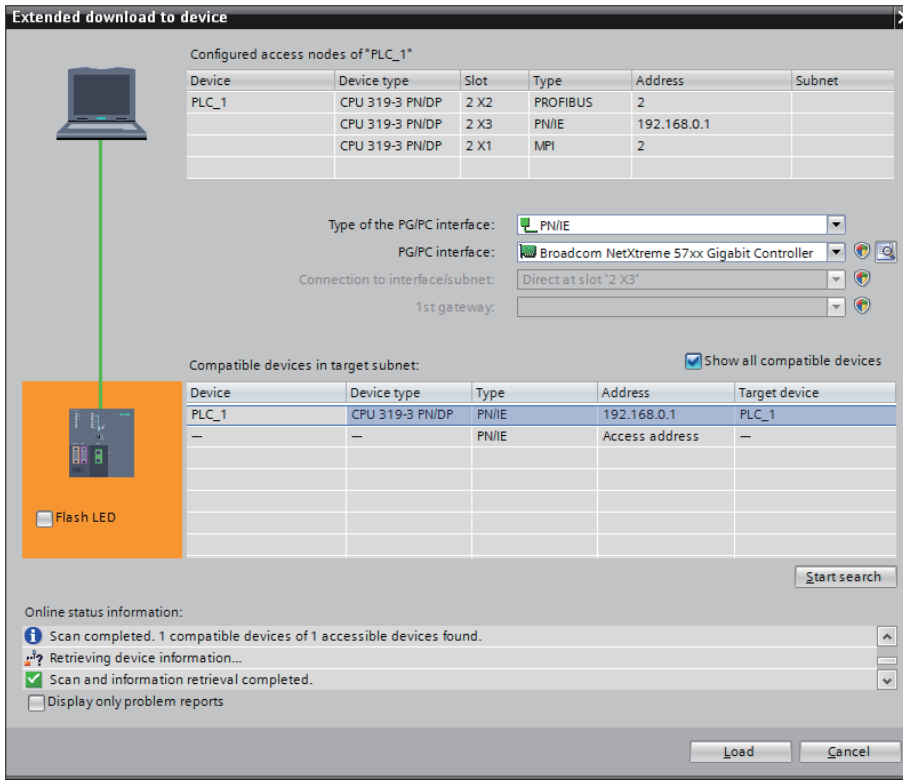 Extended download to device
Configured access nodes of "PLC_1"
Device Device type Slot Type Address Subnet
PLC_1 CPU 319-3 PN/DP 2 X2 PROFIBUS 2
CPU 319-3 PN/DP 2 X3 PN/IE 192.168.0.1
CPU 319-3 PN/DP 2 X1 MPI 2
Type of the PG/PC interface: PN/IE
PG/PC interface: Broadcom NetXtreme 57xx Gigabit Controller
Connection to interface/subnet: Direct at slot '2 X3'
1st gateway:
Compatible devices in target subnet: Show all compatible devices
Device Device type Type Address Target device
PLC_1 CPU 319-3 PN/DP PN/IE 192.168.0.1 PLC_1
— — PN/IE Access address —
Flash LED
Start search
Online status information:
Scan completed. 1 compatible devices of 1 accessible devices found.
Retrieving device information...
Scan and information retrieval completed.
Display only problem reports
Load Cancel